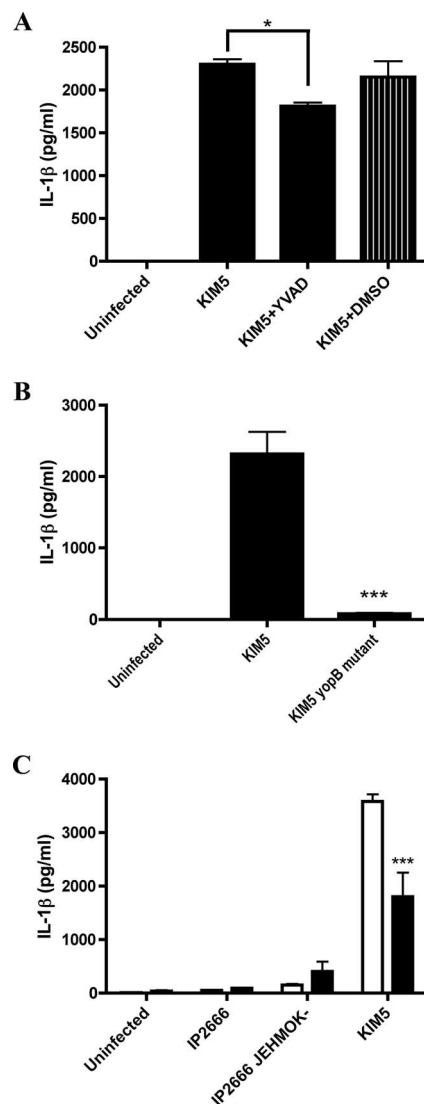 A
*
2500
2000
1500
1000
500
0
IL-1β (pg/ml)
Uninfected
KIM5
KIM5+YVAD
KIM5+DMSO
B
3000
2000
1000
0
IL-1β (pg/ml)
***
Uninfected
KIM5
KIM5 yopB mutant
C
4000
3000
2000
1000
0
IL-1β (pg/ml)
***
Uninfected
IP2666
IP2666 JEHMOK-
KIM5